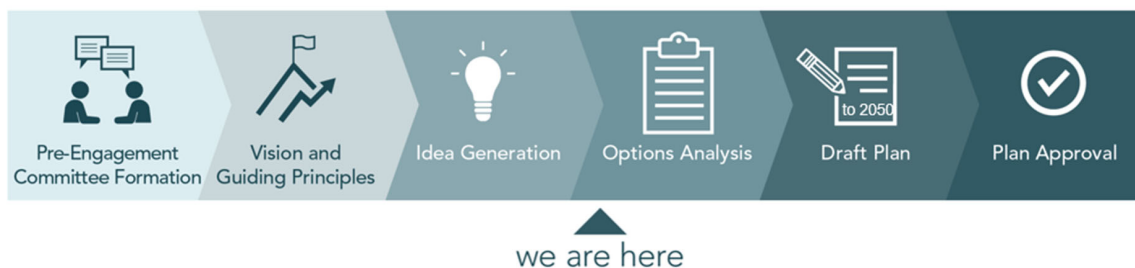 Pre-Engagement
Committee Formation
Vision and
Guiding Principles
Idea Generation
Options Analysis
to 2050
Draft Plan
Plan Approval
we are here